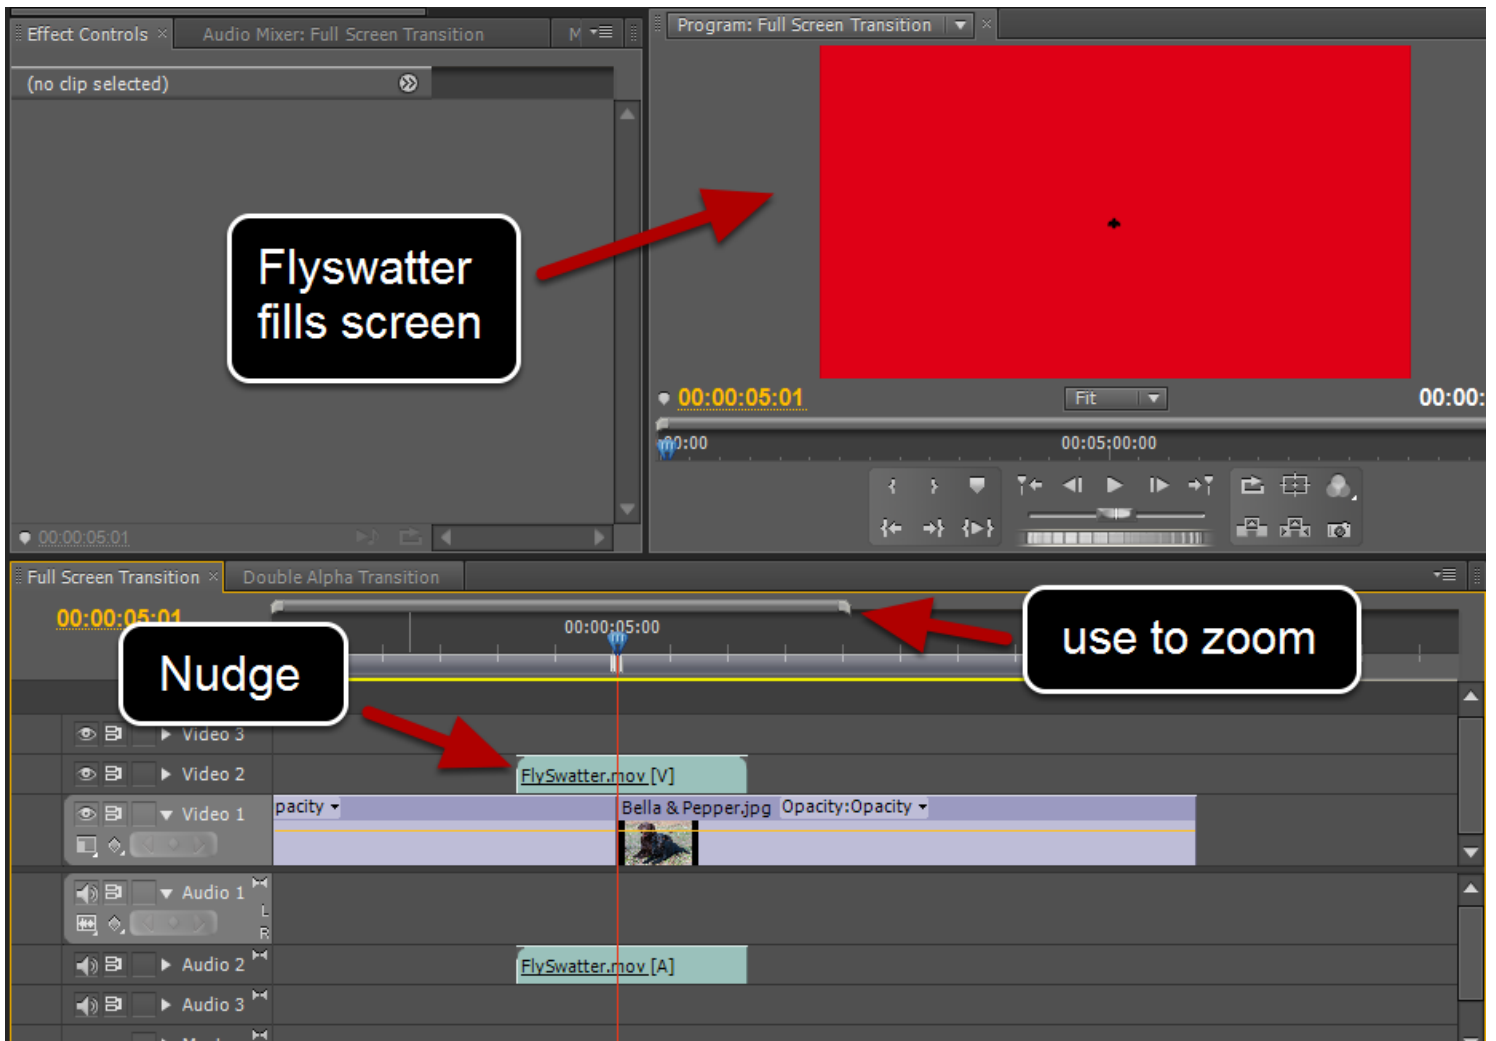 Effect Controls
Audio Mixer: Full Screen Transition
M
Program: Full Screen Transition
(no clip selected)
Flyswatter
fills screen
00:00:05:01
Fit
00:00:
00:00
00:05:00:00
00:00:05:01
Full Screen Transition
Double Alpha Transition
00:00:05:01
00:00:05:00
use to zoom
Nudge
Video 3
Video 2
FlySwatter.mov [V]
Video 1
pacity
Bella & Pepper.jpg Opacity:Opacity
Audio 1
L
R
Audio 2
FlySwatter.mov [A]
Audio 3